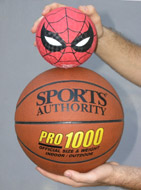 SPORTS
AUTHORITY
PRO 1000
OFFICIAL SIZE & WEIGHT
INDOOR / OUTDOOR